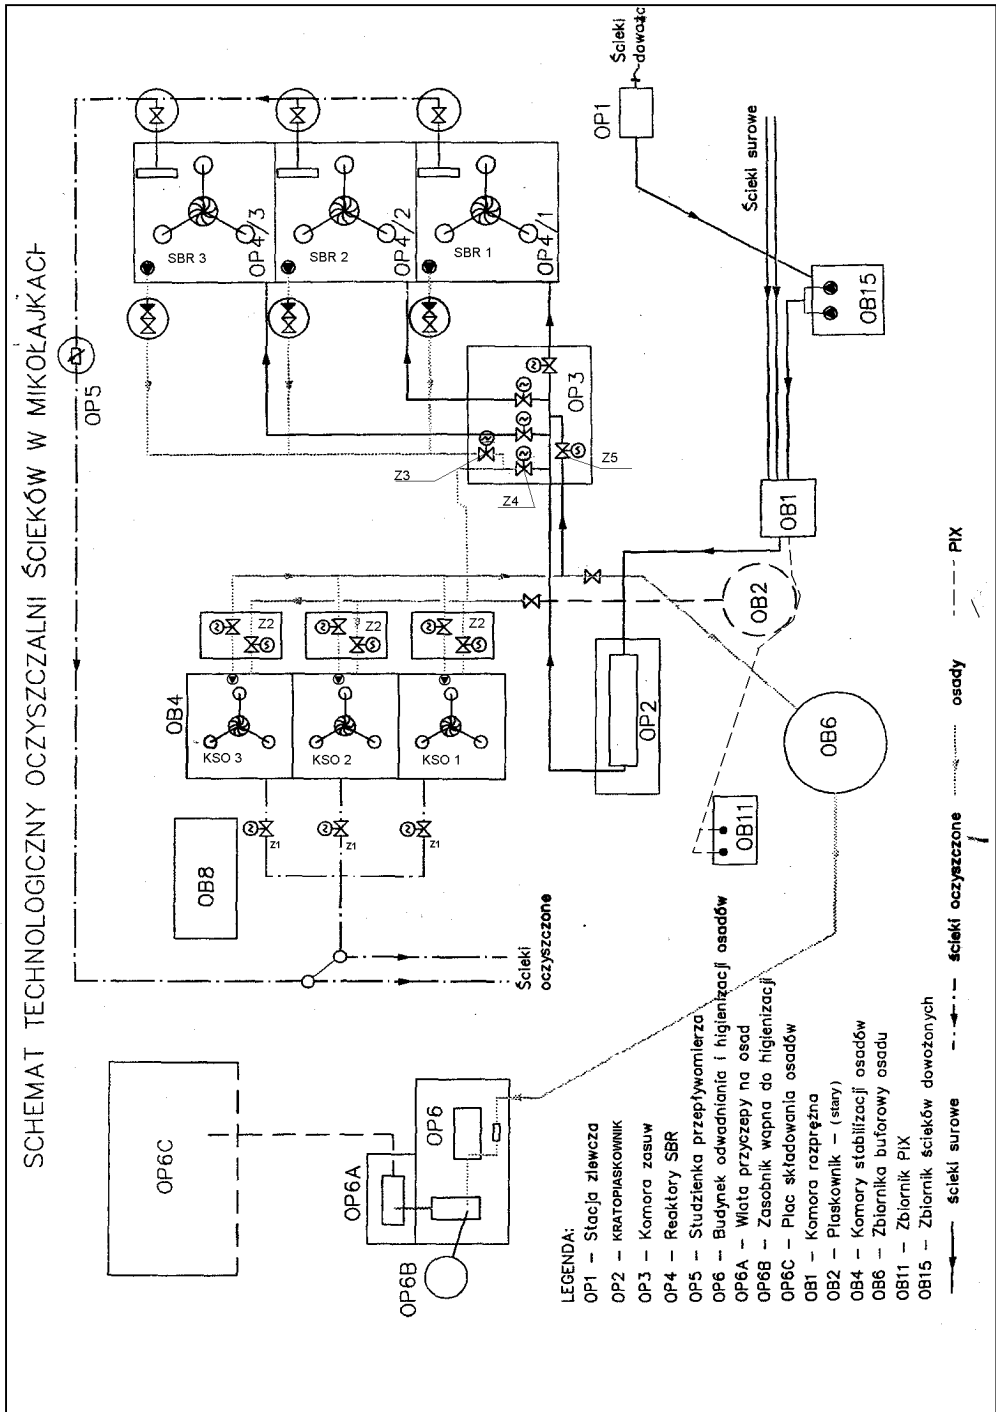 SCHEMAT TECHNOLOGICZNY OCZYSZCZALNI ŚCIEKÓW W MIKOŁAJKACH
OP6C
OP6A
OP6B
OP6
OB8
OP5
OB4
KSO 3
KSO 2
KSO 1
Z1
Z1
Z1
Z2
Z2
Z2
Ścieki
oczyszczone
SBR 3
OP4/3
SBR 2
OP4/2
SBR 1
OP4/1
Z3
Z4
Z5
OP3
OP2
OP1
Ścieki
dowożo
Ścieki surowe
OB15
OB1
OB2
OB11
OB6
LEGENDA:
OP1 – Stacja zlewcza
OP2 – KRATOPIASKOWNIK
OP3 – Komora zasuw
OP4 – Reaktory SBR
OP5 – Studzienka przepływomierza
OP6 – Budynek odwadniania i higienizacji osadów
OP6A – Wiata przyczepy na osad
OP6B – Zasobnik wapna do higienizacji
OP6C – Plac składowania osadów
OB1 – Komora rozprężna
OB2 – Piaskownik – (stary)
OB4 – Komory stabilizacji osadów
OB6 – Zbiornika buforowy osadu
OB11 – Zbiornik PIX
OB15 – Zbiornik ścieków dowożonych
ścieki surowe
ścieki oczyszczone
osady
PIX